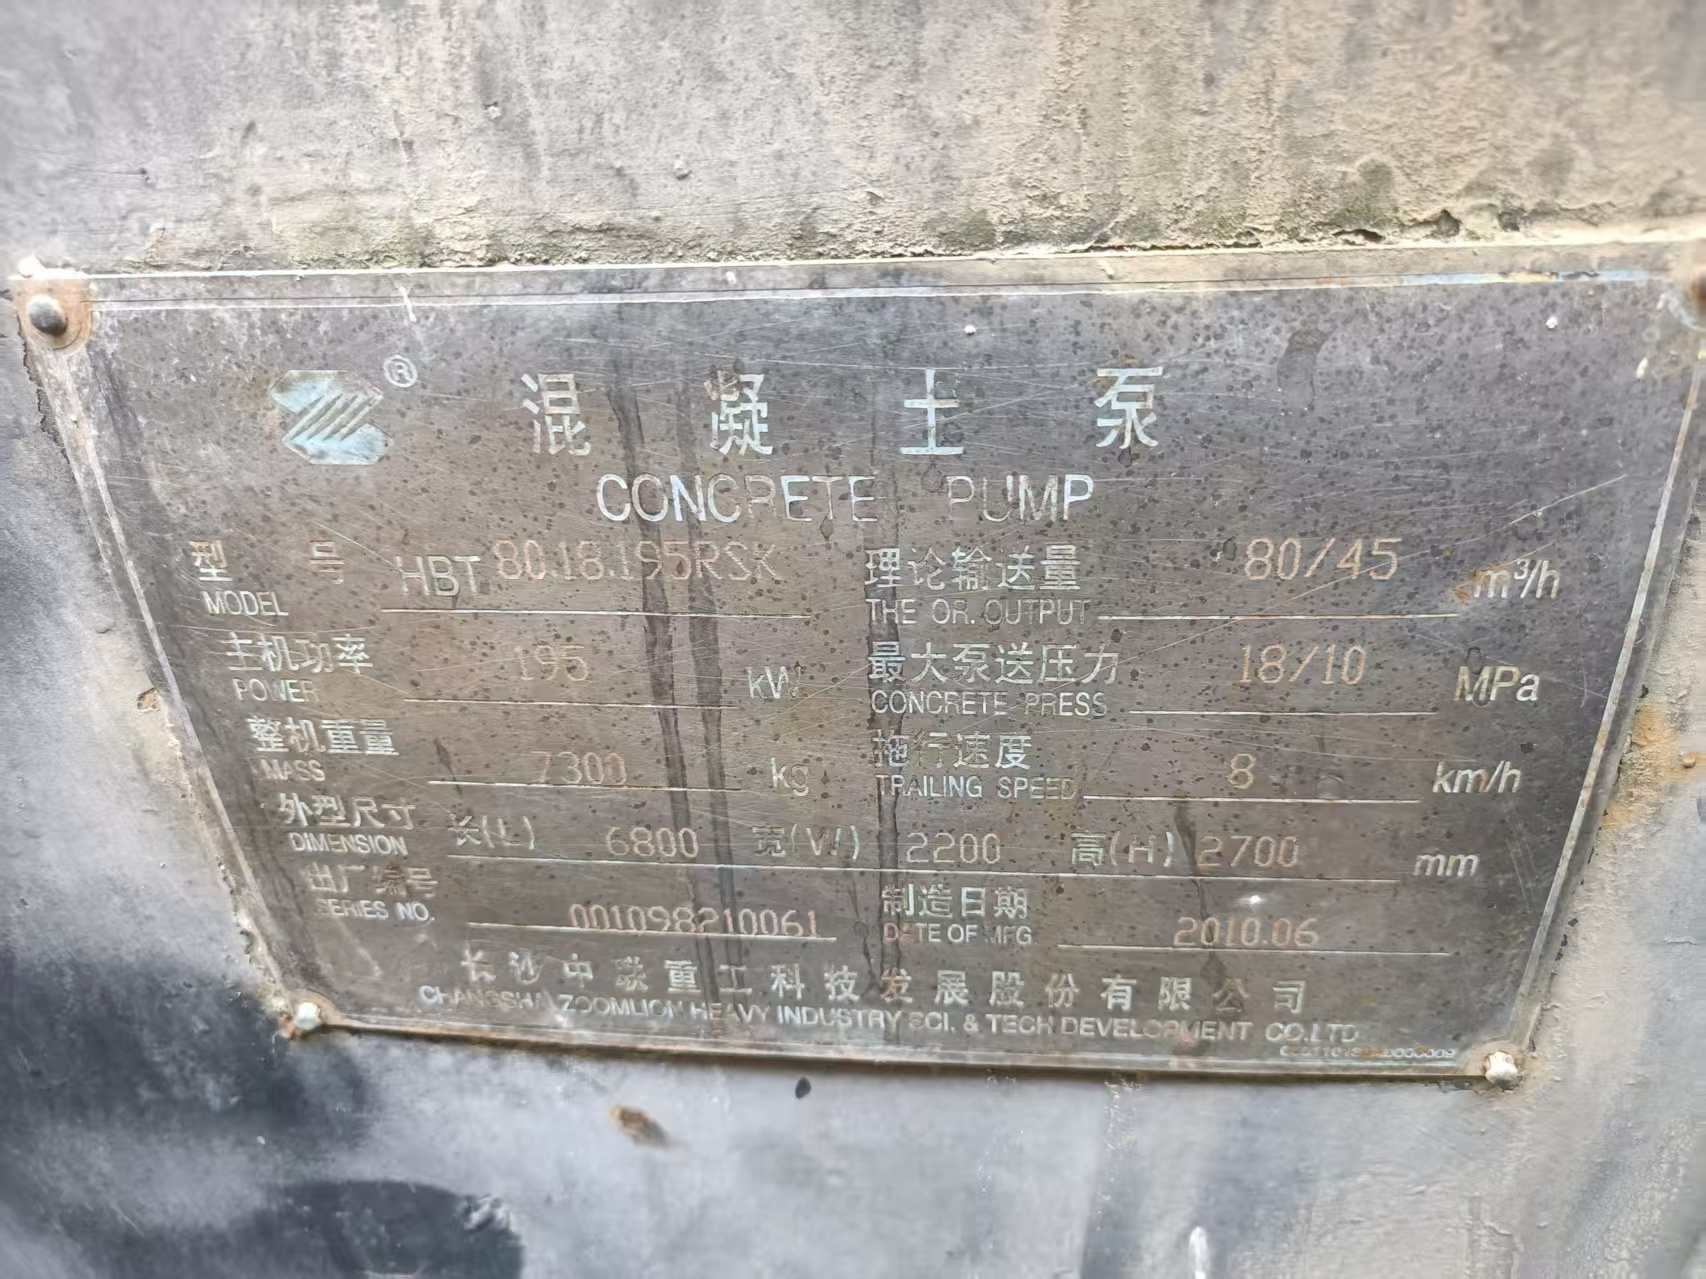 ® 混凝土泵
CONCRETE PUMP
型号 HBT 80.18.195RSK 理论输送量 80/45 m³/h
MODEL THE OR. OUTPUT
主机功率 195 kW 最大泵送压力 18/10 MPa
POWER CONCRETE PRESS
整机重量 7300 kg 拖行速度 8 km/h
MASS TRAILING SPEED
外型尺寸 长(L) 6800 宽(W) 2200 高(H) 2700 mm
DIMENSION
出厂编号 001098210061 制造日期 2010.06
SERIES NO. DATE OF MFG
长沙中联重工科技发展股份有限公司
CHANGSHA ZOOMLION HEAVY INDUSTRY SCI. & TECH DEVELOPMENT CO.LTD